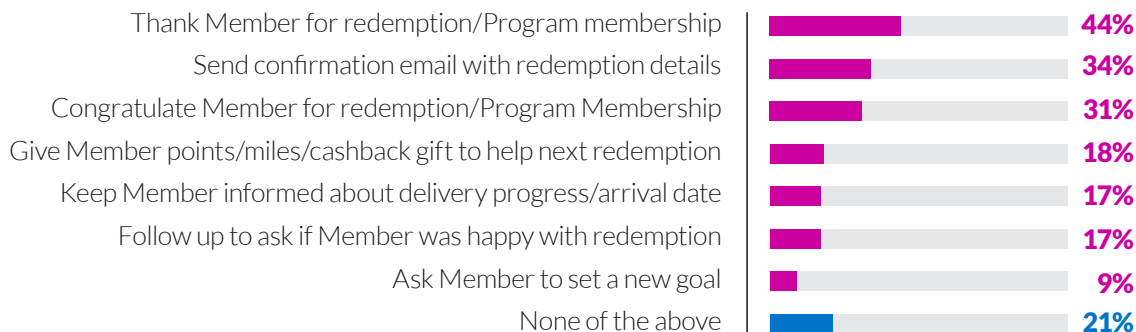 Thank Member for redemption/Program membership 44%
Send confirmation email with redemption details 34%
Congratulate Member for redemption/Program Membership 31%
Give Member points/miles/cashback gift to help next redemption 18%
Keep Member informed about delivery progress/arrival date 17%
Follow up to ask if Member was happy with redemption 17%
Ask Member to set a new goal 9%
None of the above 21%